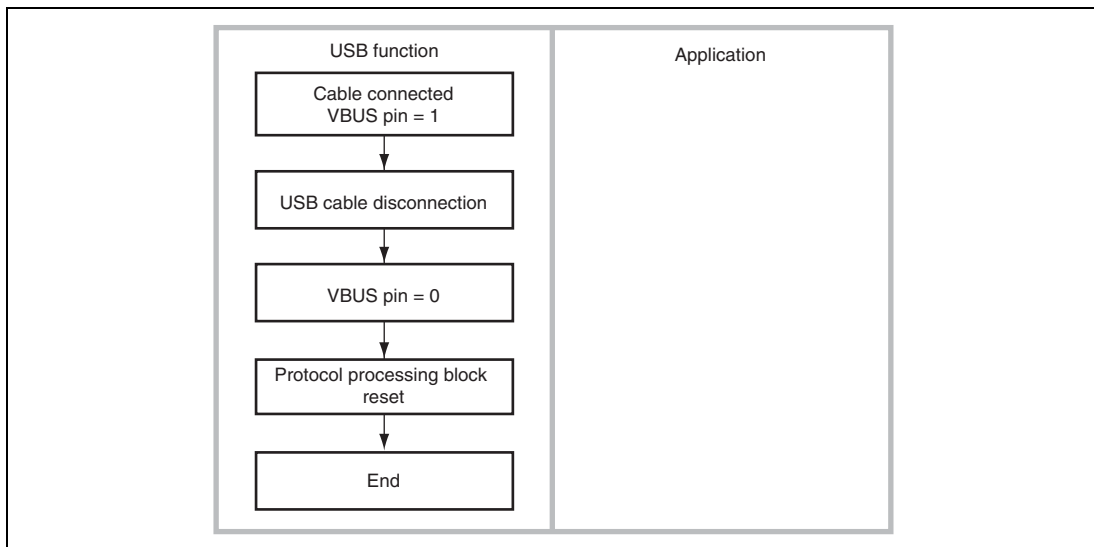 USB function
Application
Cable connected
VBUS pin = 1
USB cable disconnection
VBUS pin = 0
Protocol processing block
reset
End